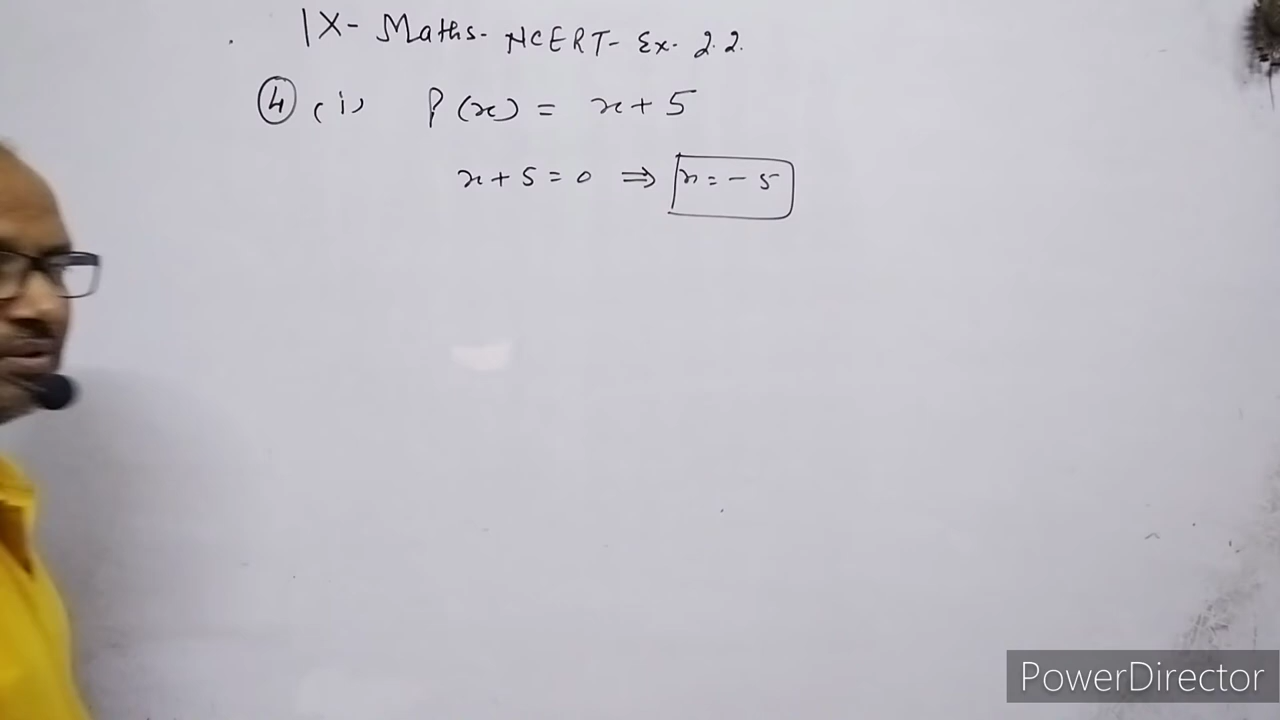 IX- Maths- NCERT- Ex. 2.2.
4 (i) P(x) = x+5
x+5=0 ⇒ x=-5
PowerDirector